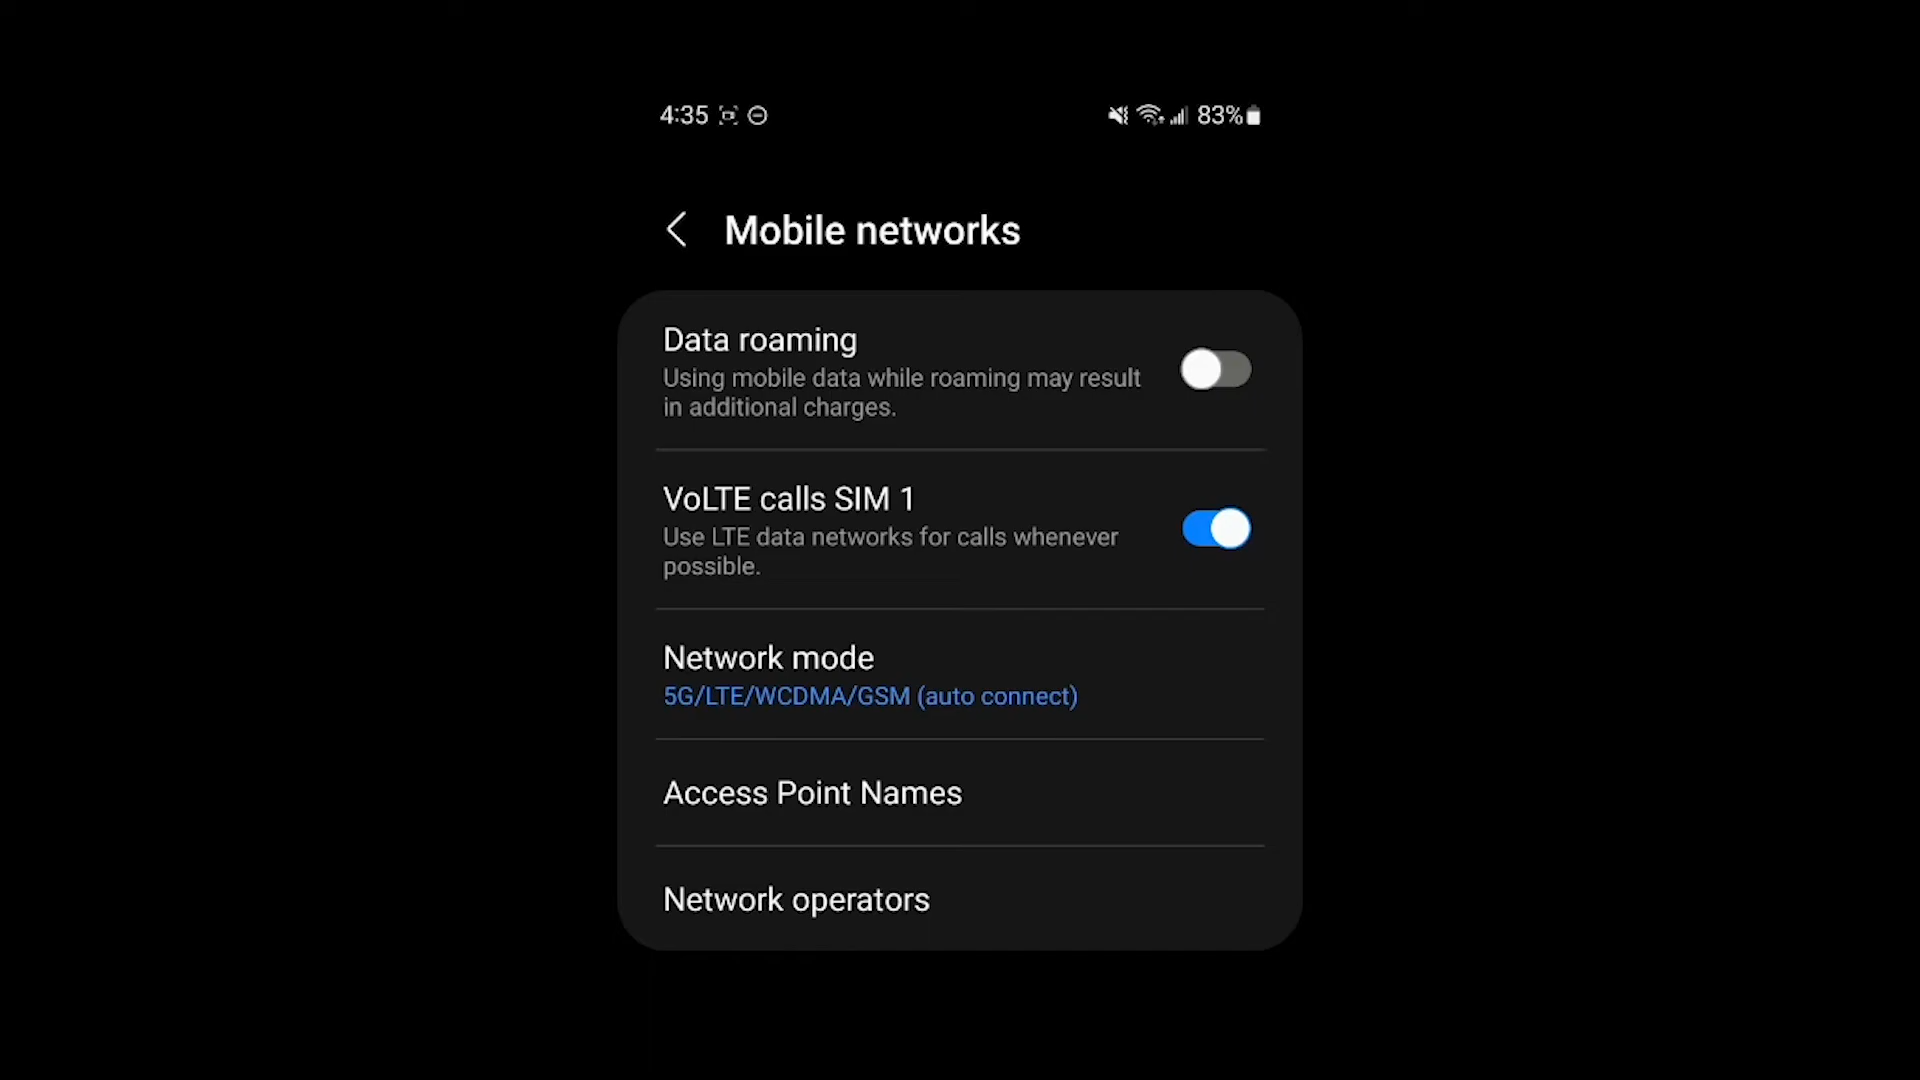 4:35 83%
Mobile networks
Data roaming
Using mobile data while roaming may result
in additional charges.
VoLTE calls SIM 1
Use LTE data networks for calls whenever
possible.
Network mode
5G/LTE/WCDMA/GSM (auto connect)
Access Point Names
Network operators